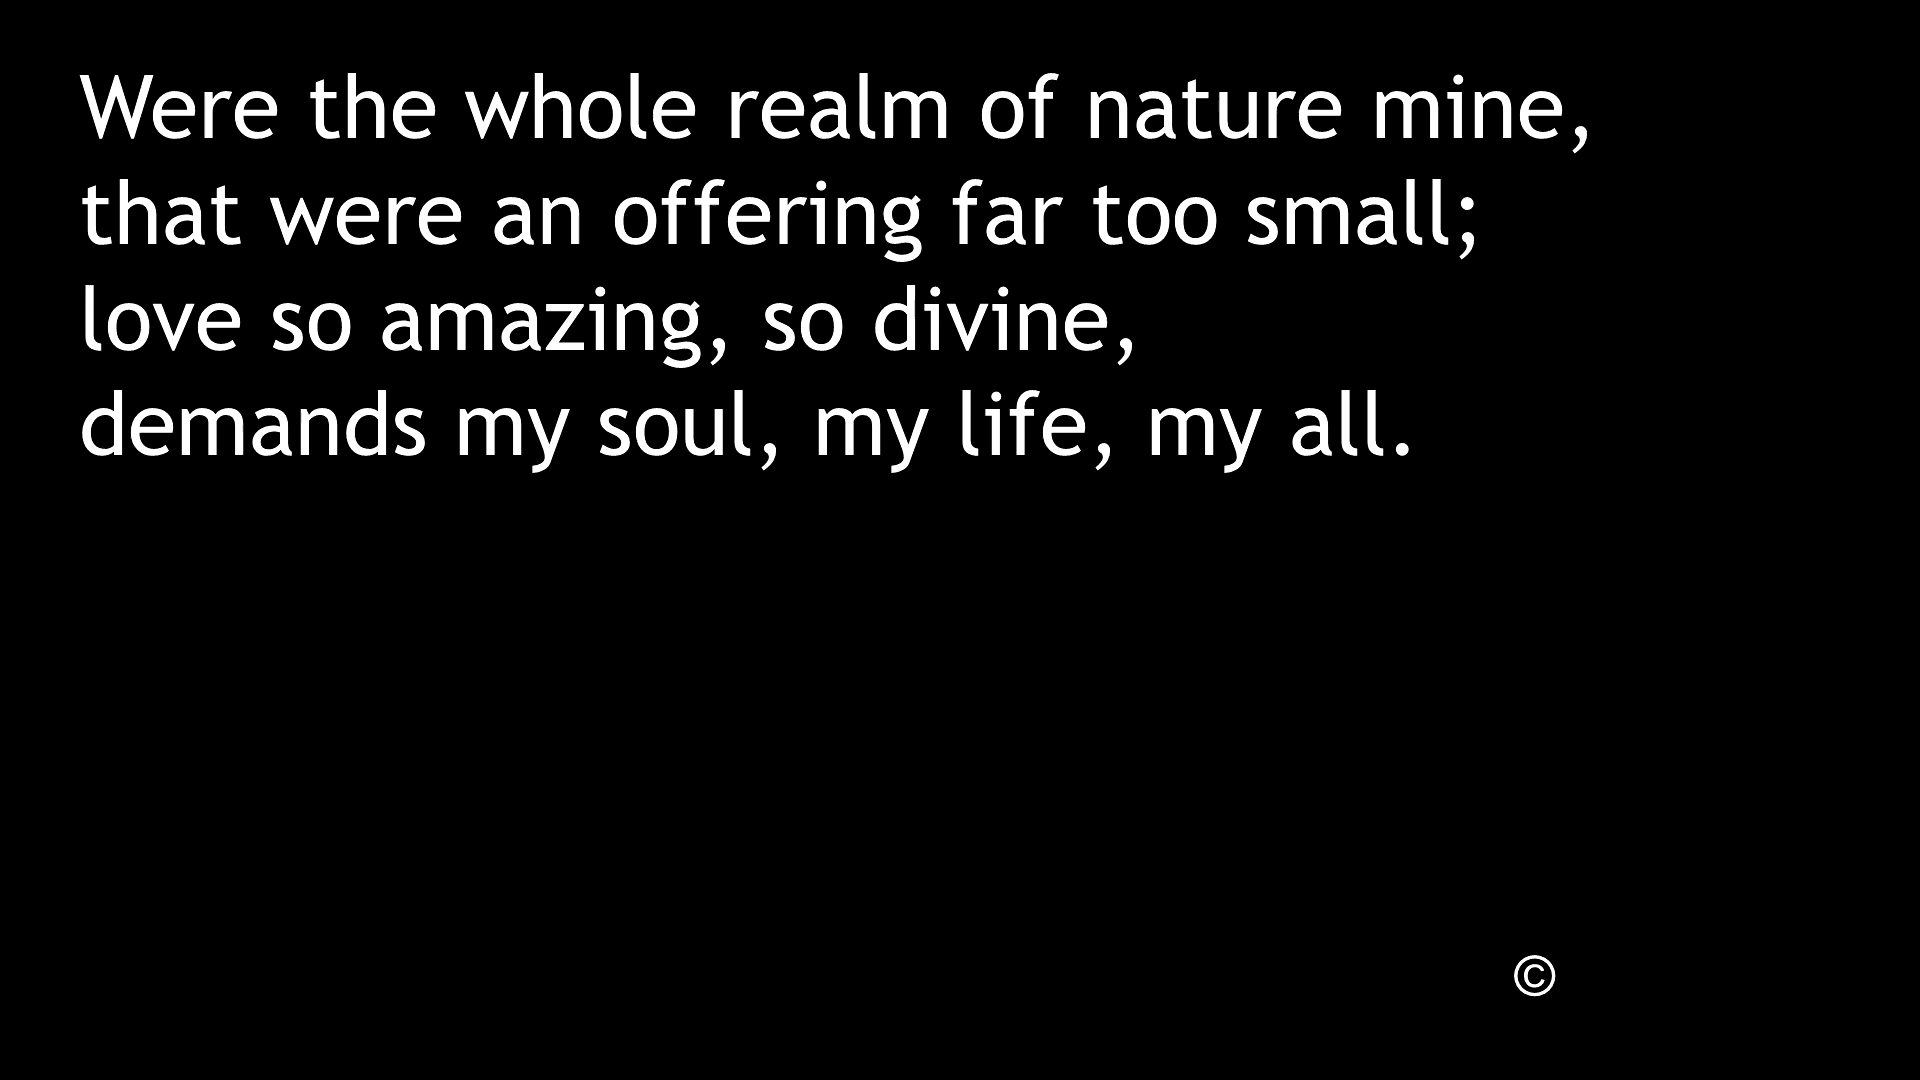 Were the whole realm of nature mine,
that were an offering far too small;
love so amazing, so divine,
demands my soul, my life, my all.
©